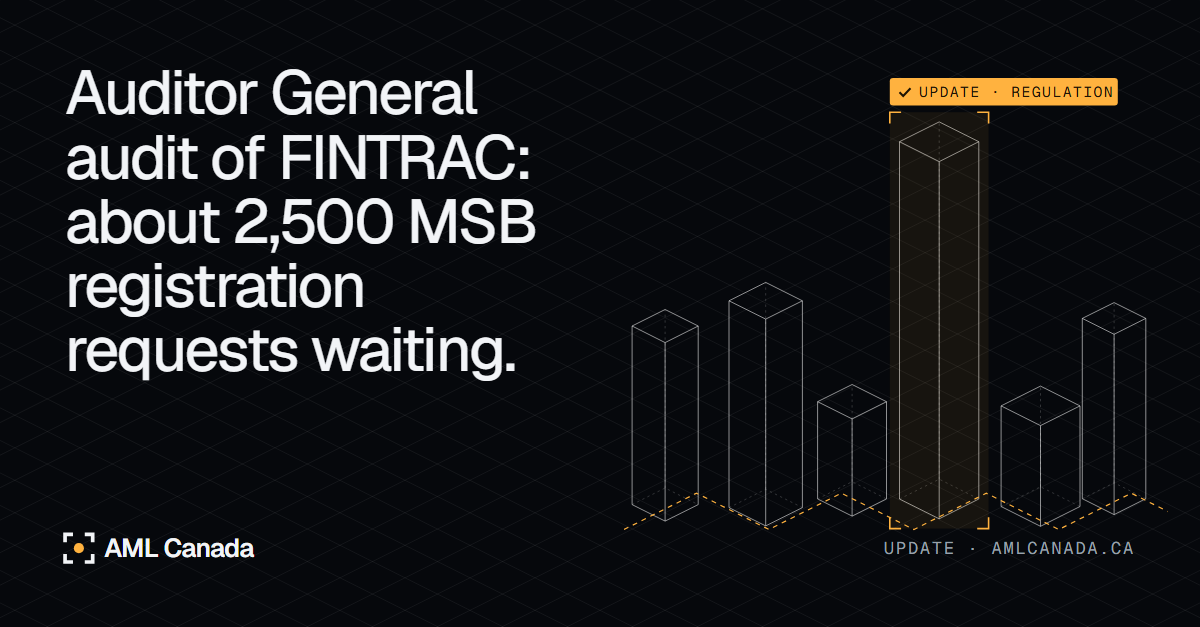 Auditor General
audit of FINTRAC:
about 2,500 MSB
registration
requests waiting.
UPDATE · REGULATION
AML Canada
UPDATE · AMLCANADA.CA